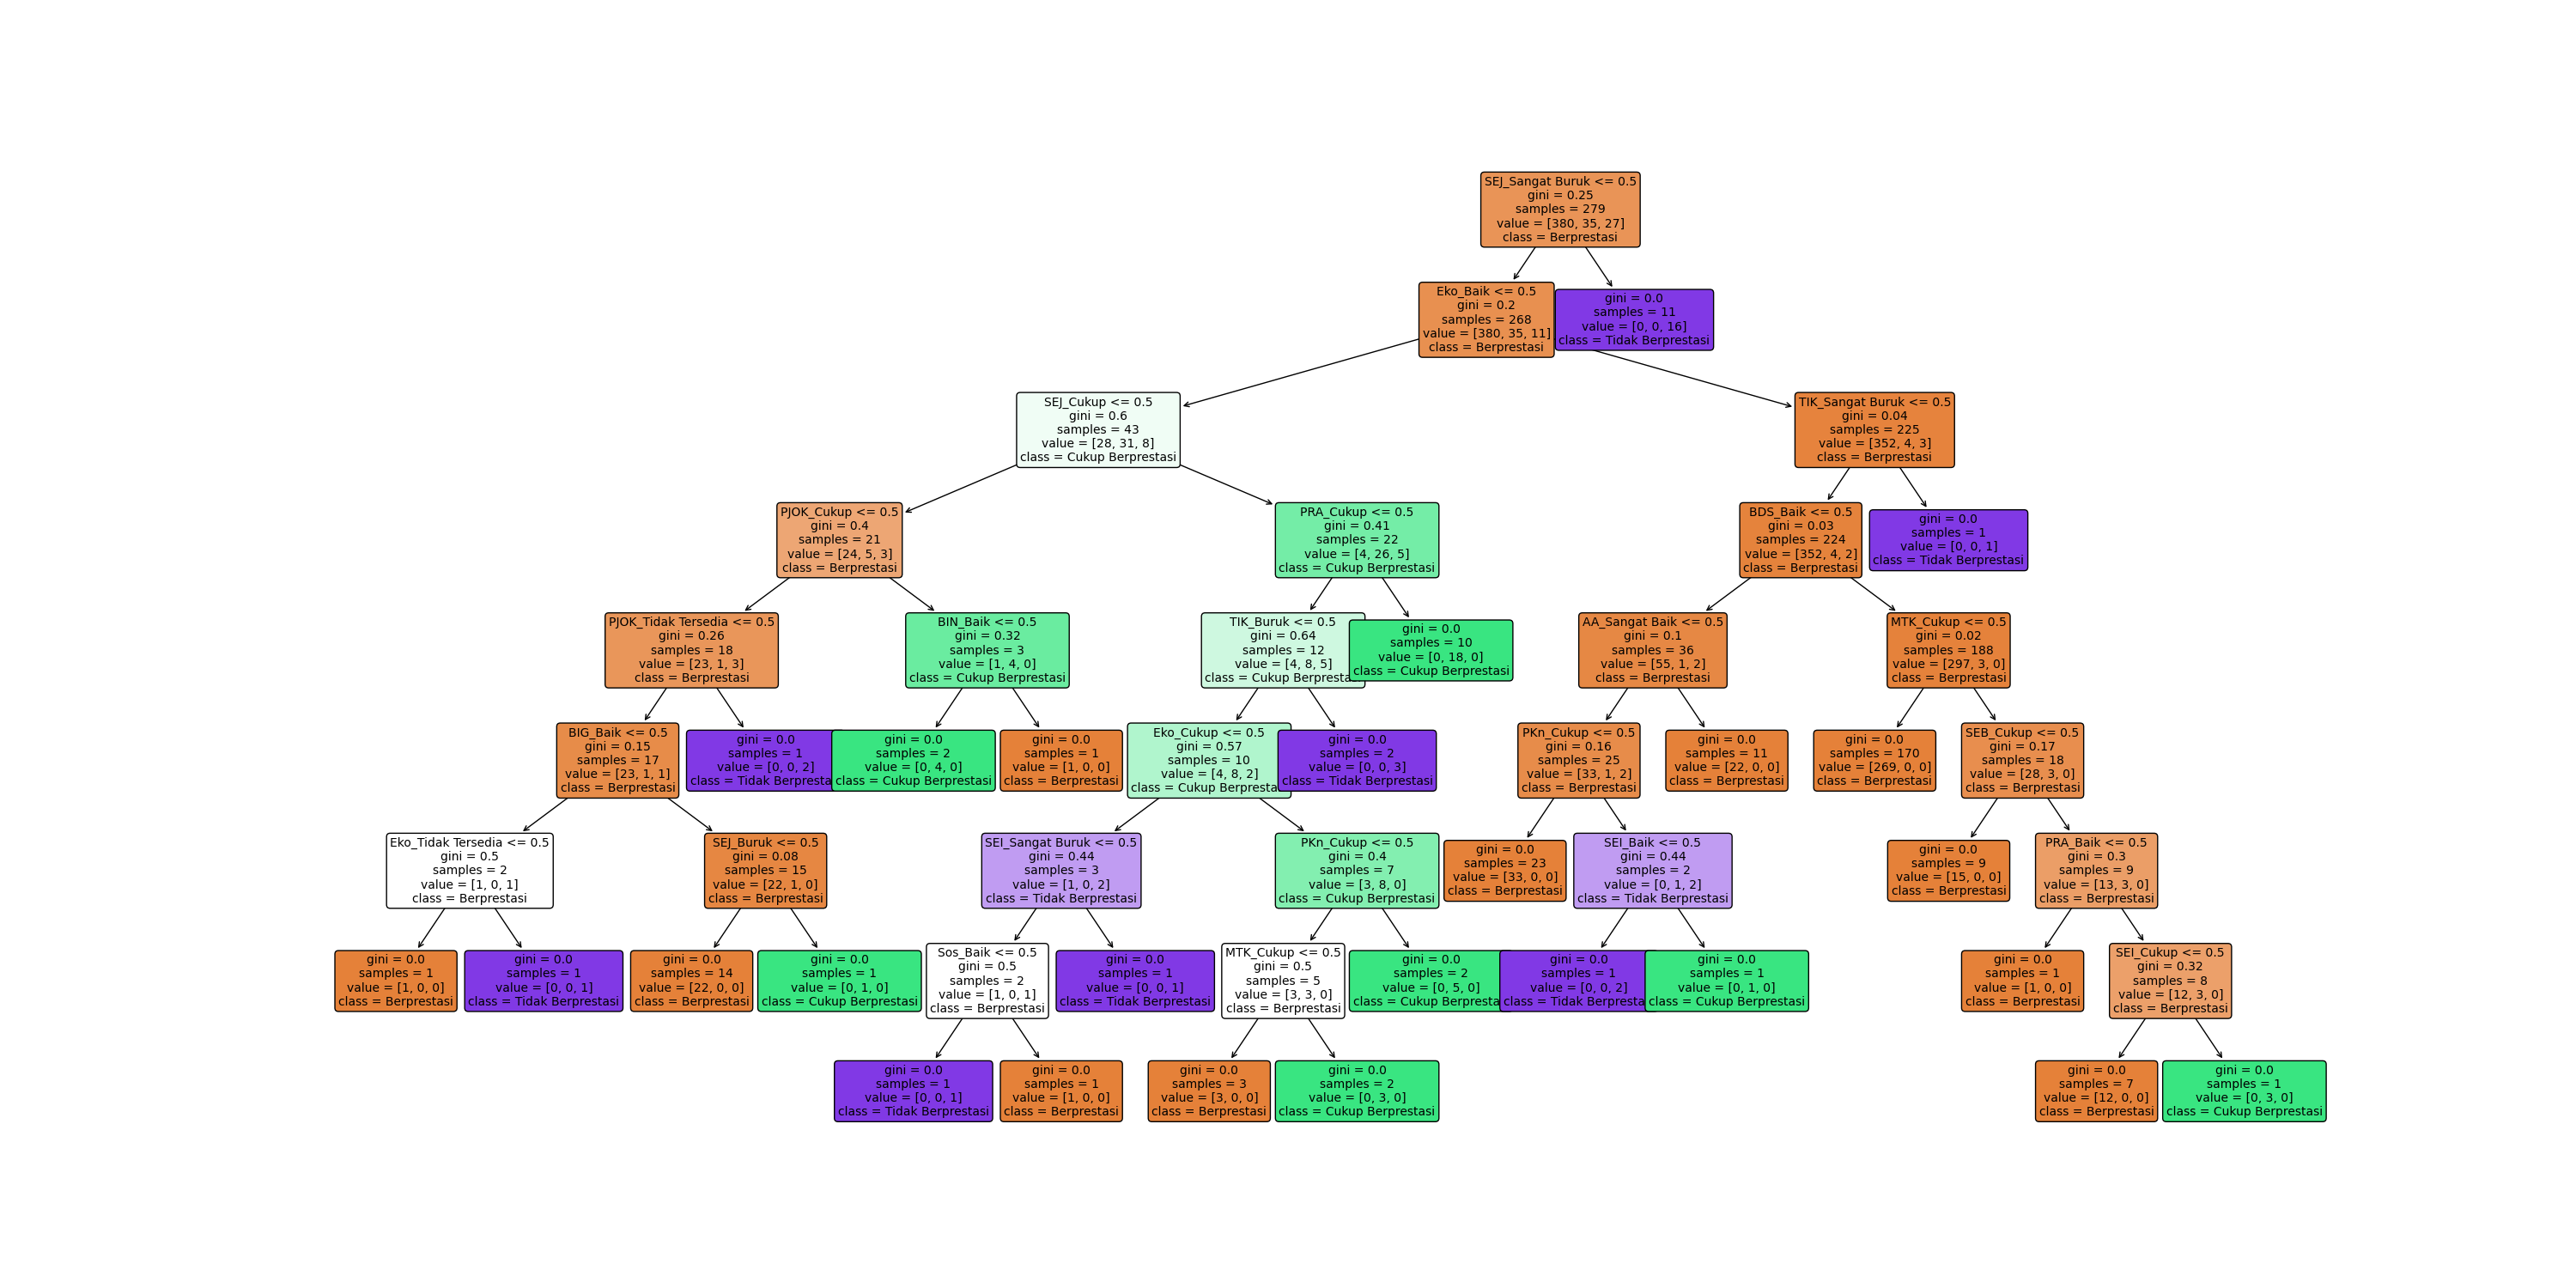 SEJ_Sangat Buruk <= 0.5
gini = 0.25
samples = 279
value = [380, 35, 27]
class = Berprestasi
Eko_Baik <= 0.5
gini = 0.2
samples = 268
value = [380, 35, 11]
class = Berprestasi
gini = 0.0
samples = 11
value = [0, 0, 16]
class = Tidak Berprestasi
SEJ_Cukup <= 0.5
gini = 0.6
samples = 43
value = [28, 31, 8]
class = Cukup Berprestasi
TIK_Sangat Buruk <= 0.5
gini = 0.04
samples = 225
value = [352, 4, 3]
class = Berprestasi
PJOK_Cukup <= 0.5
gini = 0.4
samples = 21
value = [24, 5, 3]
class = Berprestasi
PRA_Cukup <= 0.5
gini = 0.41
samples = 22
value = [4, 26, 5]
class = Cukup Berprestasi
BDS_Baik <= 0.5
gini = 0.03
samples = 224
value = [352, 4, 2]
class = Berprestasi
gini = 0.0
samples = 1
value = [0, 0, 1]
class = Tidak Berprestasi
PJOK_Tidak Tersedia <= 0.5
gini = 0.26
samples = 18
value = [23, 1, 3]
class = Berprestasi
BIN_Baik <= 0.5
gini = 0.32
samples = 3
value = [1, 4, 0]
class = Cukup Berprestasi
TIK_Buruk <= 0.5
gini = 0.64
samples = 12
value = [4, 8, 5]
class = Cukup Berpresta
gini = 0.0
samples = 10
value = [0, 18, 0]
class = Cukup Berprestasi
AA_Sangat Baik <= 0.5
gini = 0.1
samples = 36
value = [55, 1, 2]
class = Berprestasi
MTK_Cukup <= 0.5
gini = 0.02
samples = 188
value = [297, 3, 0]
class = Berprestasi
BIG_Baik <= 0.5
gini = 0.15
samples = 17
value = [23, 1, 1]
class = Berprestasi
gini = 0.0
samples = 1
value = [0, 0, 2]
class = Tidak Berpresta
gini = 0.0
samples = 2
value = [0, 4, 0]
class = Cukup Berprestasi
gini = 0.0
samples = 1
value = [1, 0, 0]
class = Berprestasi
Eko_Cukup <= 0.5
gini = 0.57
samples = 10
value = [4, 8, 2]
class = Cukup Berpresta
gini = 0.0
samples = 2
value = [0, 0, 3]
class = Tidak Berprestasi
PKn_Cukup <= 0.5
gini = 0.16
samples = 25
value = [33, 1, 2]
class = Berprestasi
gini = 0.0
samples = 11
value = [22, 0, 0]
class = Berprestasi
gini = 0.0
samples = 170
value = [269, 0, 0]
class = Berprestasi
SEB_Cukup <= 0.5
gini = 0.17
samples = 18
value = [28, 3, 0]
class = Berprestasi
Eko_Tidak Tersedia <= 0.5
gini = 0.5
samples = 2
value = [1, 0, 1]
class = Berprestasi
SEJ_Buruk <= 0.5
gini = 0.08
samples = 15
value = [22, 1, 0]
class = Berprestasi
SEI_Sangat Buruk <= 0.5
gini = 0.44
samples = 3
value = [1, 0, 2]
class = Tidak Berprestasi
PKn_Cukup <= 0.5
gini = 0.4
samples = 7
value = [3, 8, 0]
class = Cukup Berprestasi
gini = 0.0
samples = 23
value = [33, 0, 0]
class = Berprestasi
SEI_Baik <= 0.5
gini = 0.44
samples = 2
value = [0, 1, 2]
class = Tidak Berprestasi
gini = 0.0
samples = 9
value = [15, 0, 0]
class = Berprestasi
PRA_Baik <= 0.5
gini = 0.3
samples = 9
value = [13, 3, 0]
class = Berprestasi
gini = 0.0
samples = 1
value = [1, 0, 0]
class = Berprestasi
gini = 0.0
samples = 1
value = [0, 0, 1]
class = Tidak Berprestasi
gini = 0.0
samples = 14
value = [22, 0, 0]
class = Berprestasi
gini = 0.0
samples = 1
value = [0, 1, 0]
class = Cukup Berprestasi
Sos_Baik <= 0.5
gini = 0.5
samples = 2
value = [1, 0, 1]
class = Berprestasi
gini = 0.0
samples = 1
value = [0, 0, 1]
class = Tidak Berprestasi
MTK_Cukup <= 0.5
gini = 0.5
samples = 5
value = [3, 3, 0]
class = Berprestasi
gini = 0.0
samples = 2
value = [0, 5, 0]
class = Cukup Berpresta
gini = 0.0
samples = 1
value = [0, 0, 2]
class = Tidak Berpresta
gini = 0.0
samples = 1
value = [0, 1, 0]
class = Cukup Berprestasi
gini = 0.0
samples = 1
value = [1, 0, 0]
class = Berprestasi
SEI_Cukup <= 0.5
gini = 0.32
samples = 8
value = [12, 3, 0]
class = Berprestasi
gini = 0.0
samples = 1
value = [0, 0, 1]
class = Tidak Berprestasi
gini = 0.0
samples = 1
value = [1, 0, 0]
class = Berprestasi
gini = 0.0
samples = 3
value = [3, 0, 0]
class = Berprestasi
gini = 0.0
samples = 2
value = [0, 3, 0]
class = Cukup Berprestasi
gini = 0.0
samples = 7
value = [12, 0, 0]
class = Berprestasi
gini = 0.0
samples = 1
value = [0, 3, 0]
class = Cukup Berprestasi